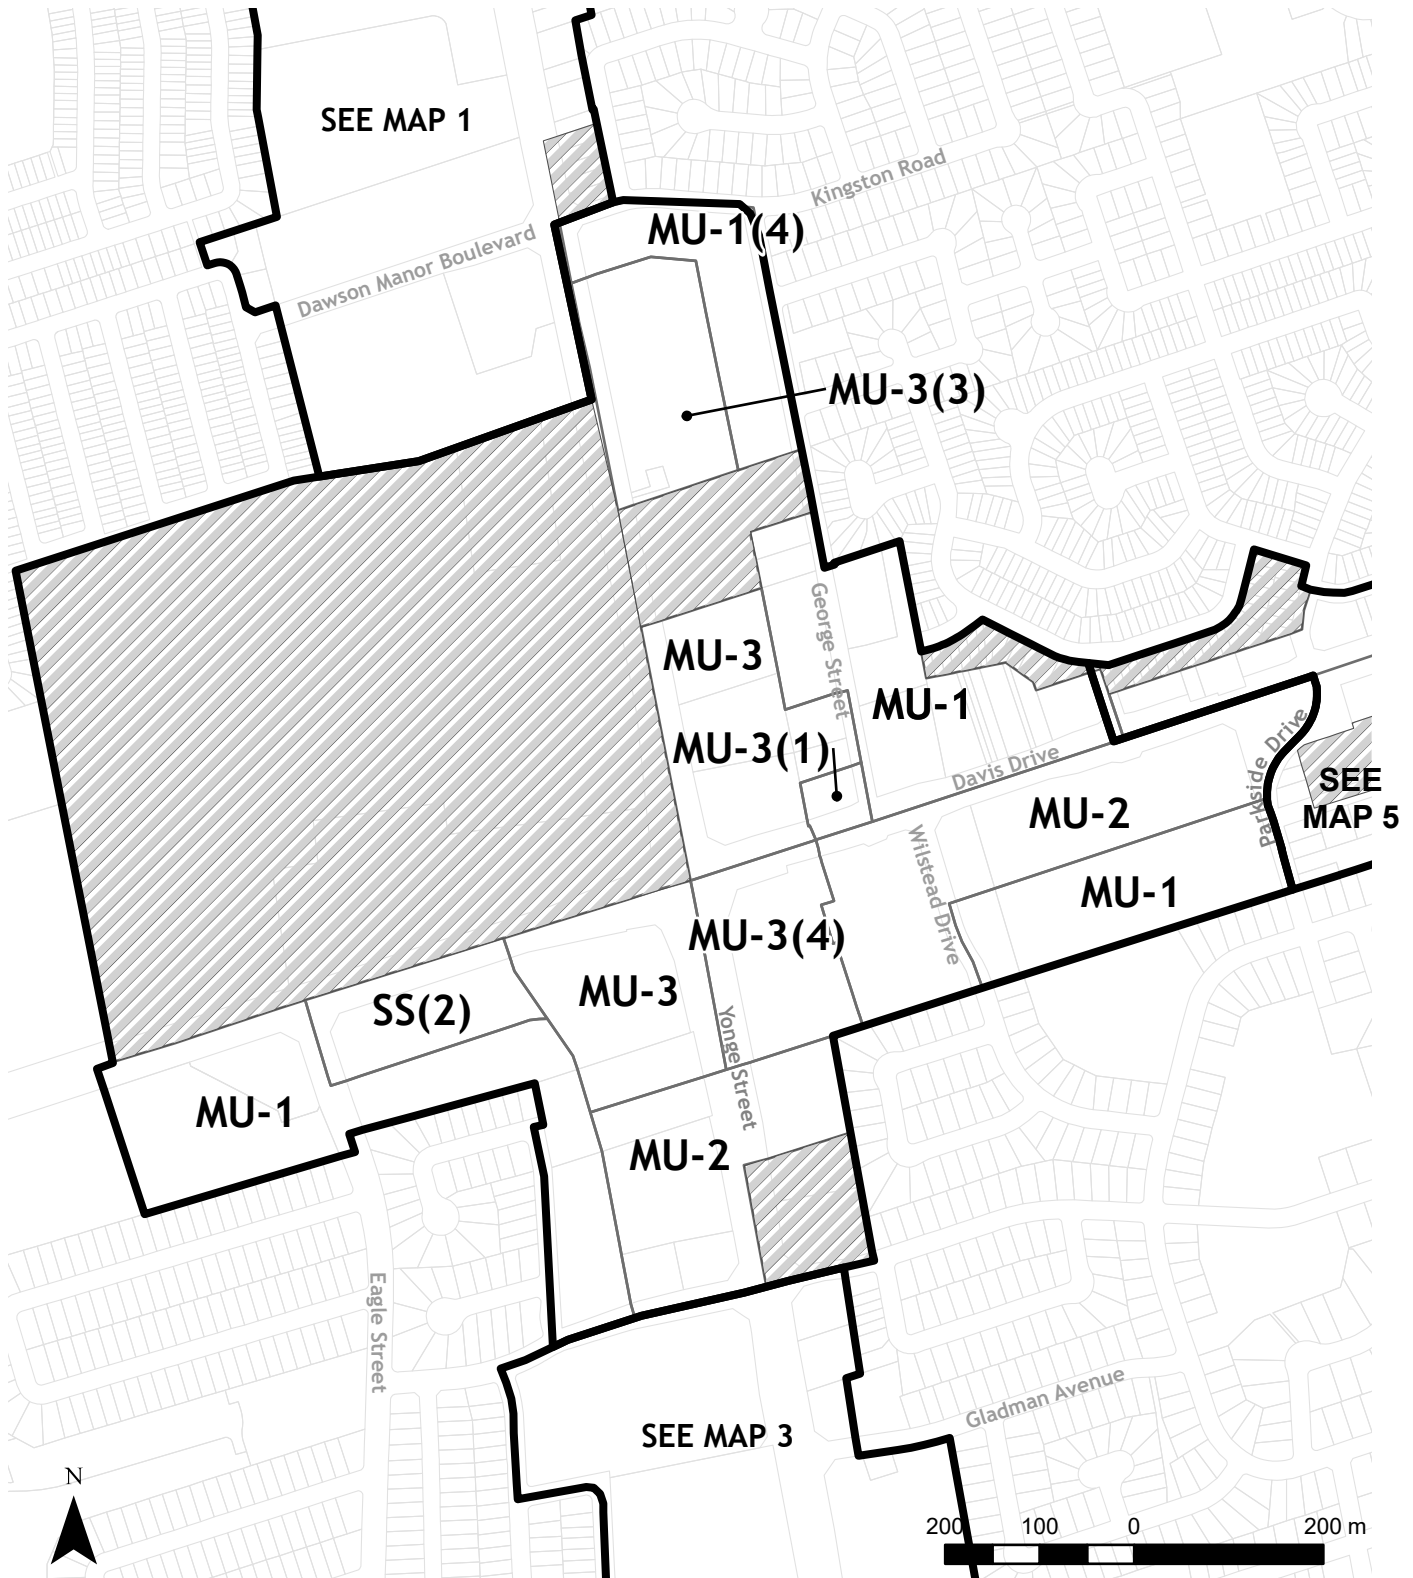 SEE MAP 1
Kingston Road
MU-1(4)
Dawson Manor Boulevard
MU-3(3)
George Street
MU-3
MU-1
MU-3(1)
Davis Drive
Parkside Drive
SEE
MAP 5
MU-2
Wilstead Drive
MU-1
MU-3(4)
MU-3
SS(2)
Yonge Street
MU-1
MU-2
Eagle Street
Gladman Avenue
SEE MAP 3
N
200 100 0 200 m